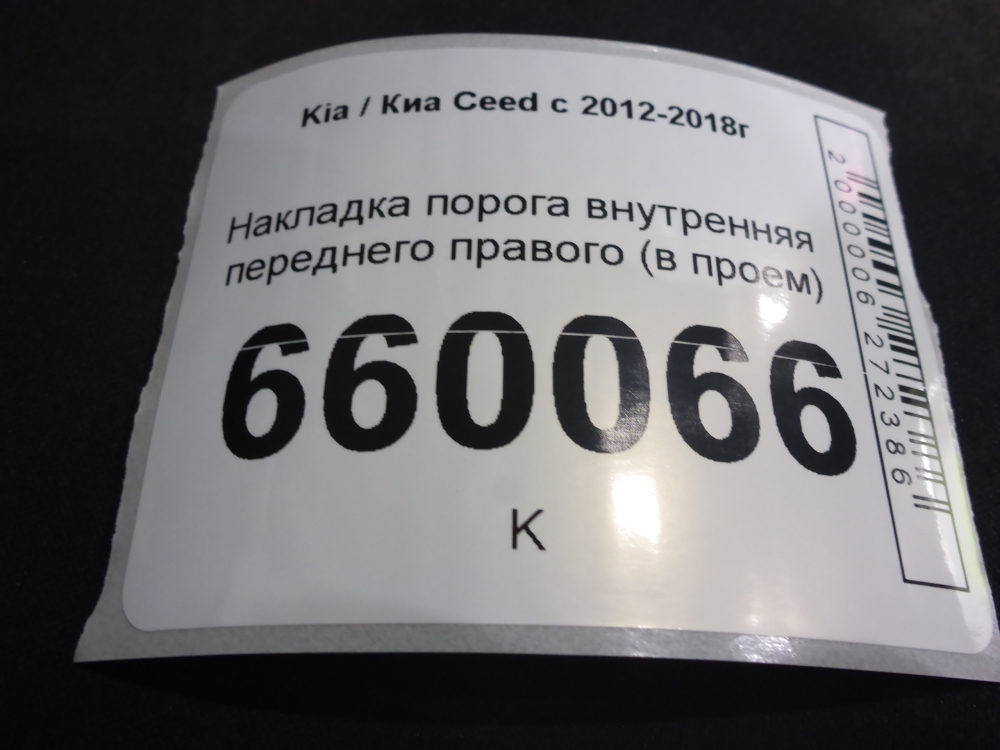 Kia / Киа Ceed с 2012-2018г
Накладка порога внутренняя
переднего правого (в проем)
660066
К
2000006272386